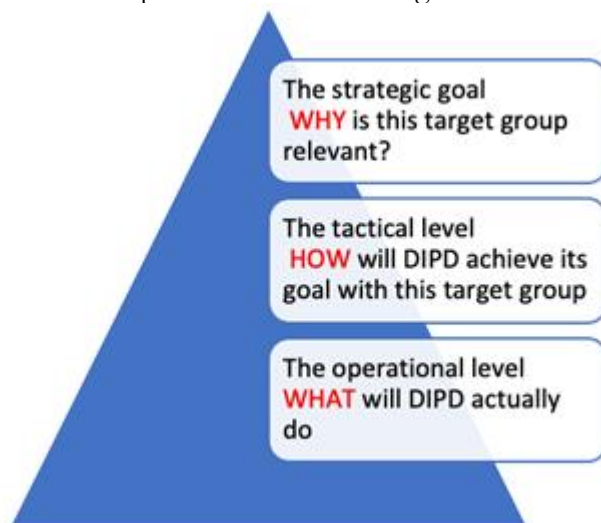 The strategic goal
WHY is this target group
relevant?
The tactical level
HOW will DIPD achieve its
goal with this target group
The operational level
WHAT will DIPD actually
do